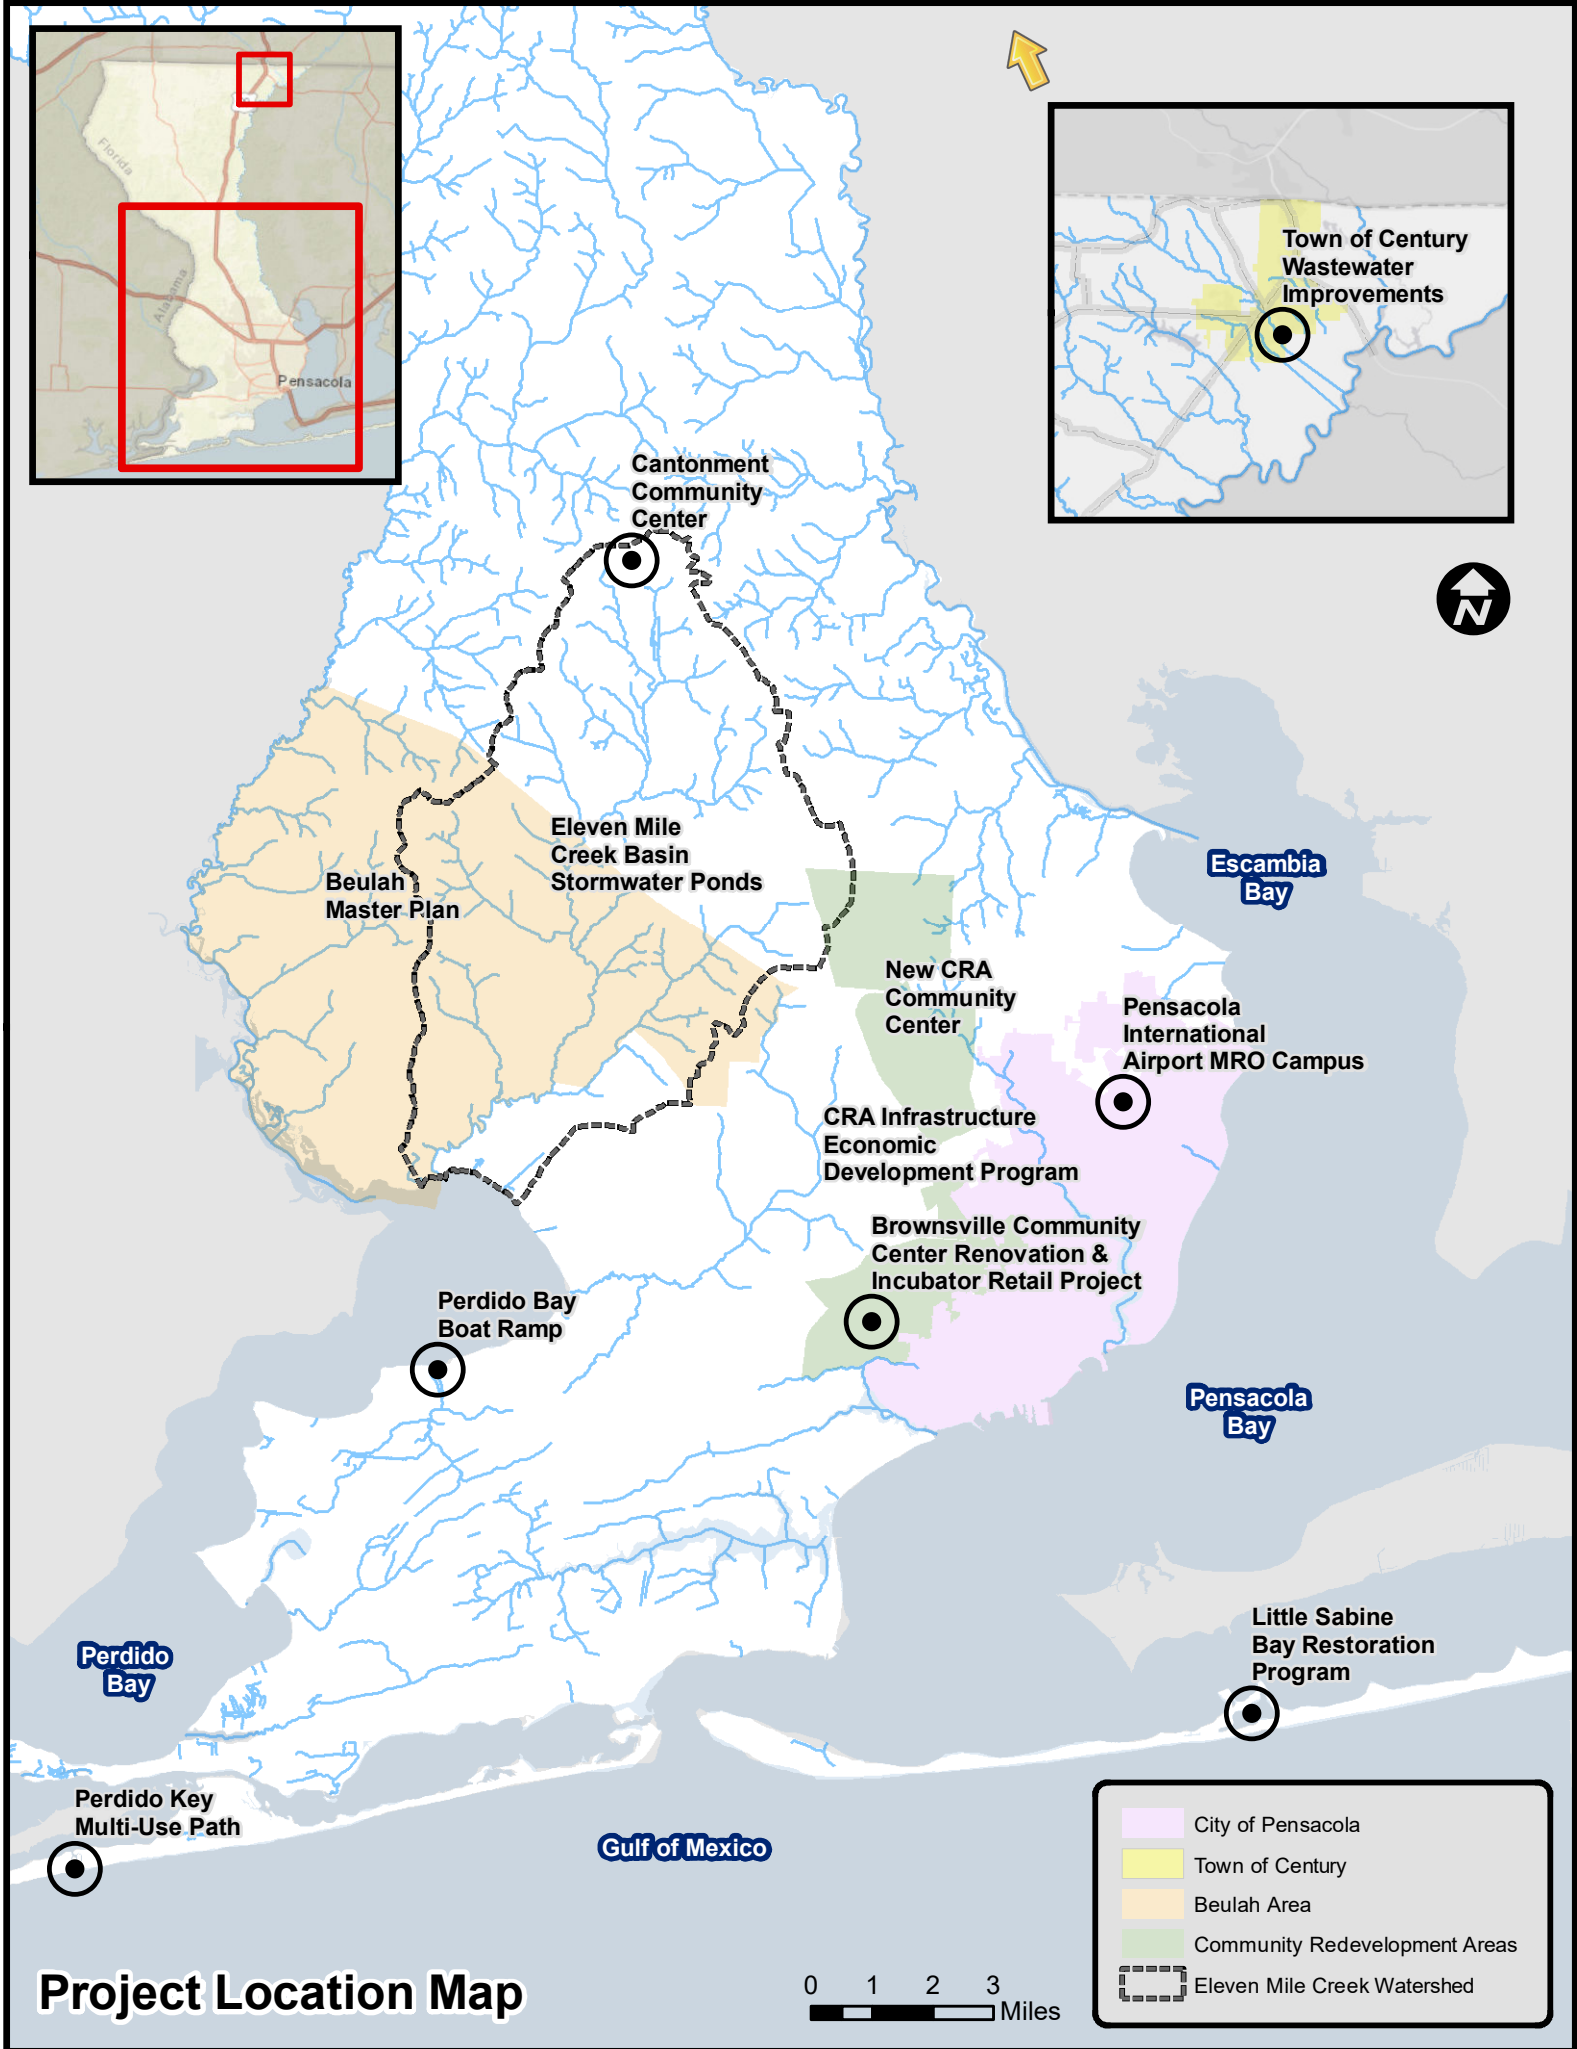 Florida
Alabama
Pensacola
Town of Century
Wastewater
Improvements
N
Cantonment
Community
Center
Eleven Mile
Creek Basin
Stormwater Ponds
Beulah
Master Plan
Escambia
Bay
New CRA
Community
Center
Pensacola
International
Airport MRO Campus
CRA Infrastructure
Economic
Development Program
Brownsville Community
Center Renovation &
Incubator Retail Project
Perdido Bay
Boat Ramp
Pensacola
Bay
Little Sabine
Bay Restoration
Program
Perdido
Bay
Perdido Key
Multi-Use Path
Gulf of Mexico
City of Pensacola
Town of Century
Beulah Area
Community Redevelopment Areas
Eleven Mile Creek Watershed
Project Location Map
0 1 2 3
Miles